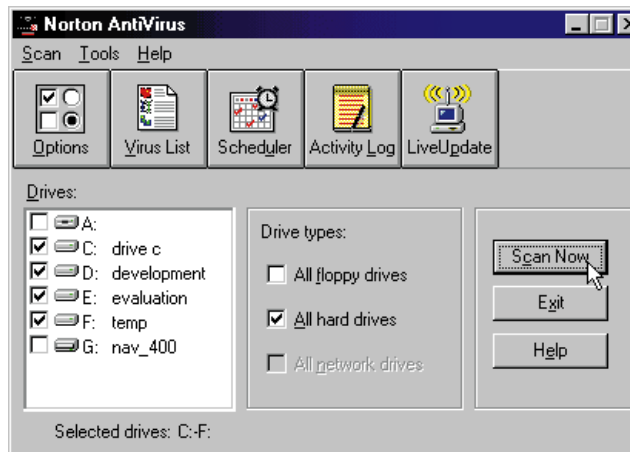 Norton AntiVirus
Scan Tools Help
Options Virus List Scheduler Activity Log LiveUpdate
Drives:
A:
C: drive c
D: development
E: evaluation
F: temp
G: nav_400
Selected drives: C:-F:
Drive types:
All floppy drives
All hard drives
All network drives
Scan Now
Exit
Help